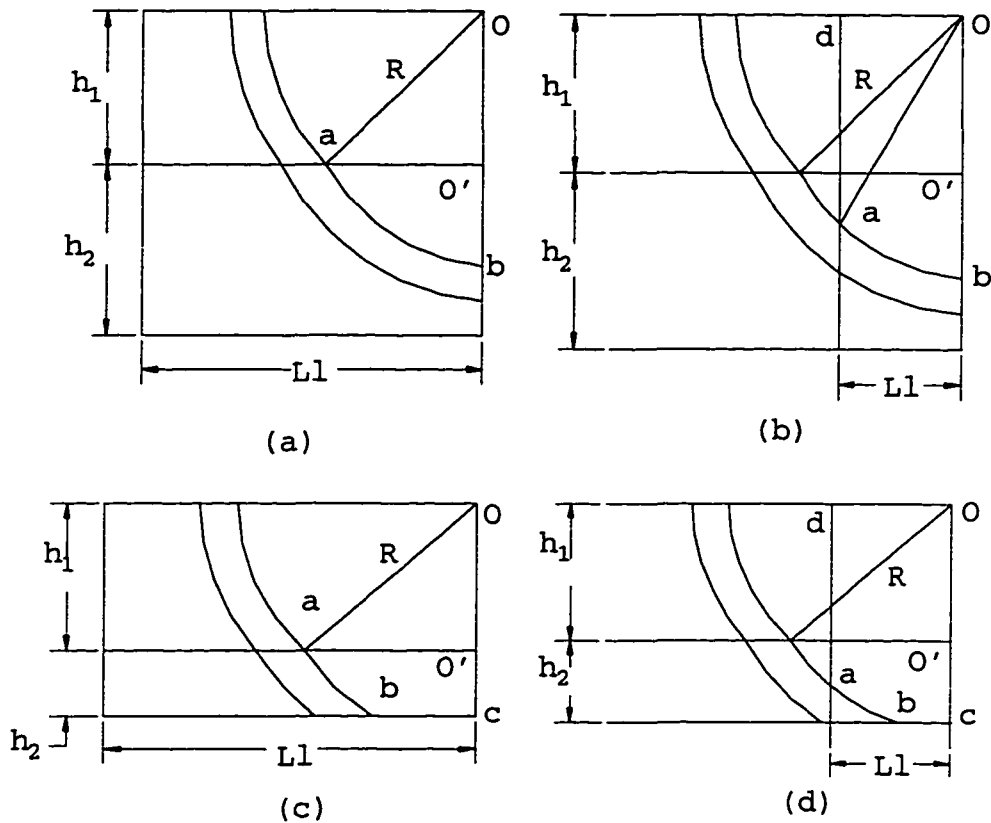 O
R
h₁
a
O'
h₂
b
L1
(a)
O
d
R
h₁
O'
a
h₂
b
L1
(b)
O
h₁
R
a
O'
b
c
h₂
L1
(c)
O
d
h₁
R
O'
h₂
a
b
c
L1
(d)